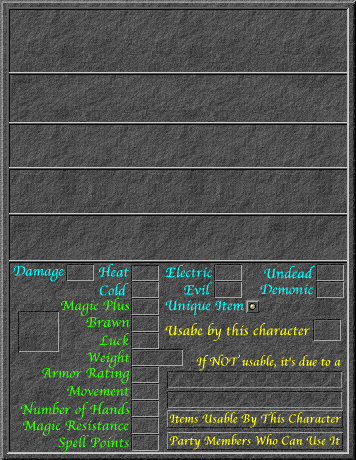 Damage Heat Electric Undead
Cold Evil Demonic
Magic Plus Unique Item
Brawn
Usabe by this character
Luck
Weight If NOT usable, it's due to a
Armor Rating
Movement
Number of Hands
Items Usable By This Character
Magic Resistance
Spell Points Party Members Who Can Use It